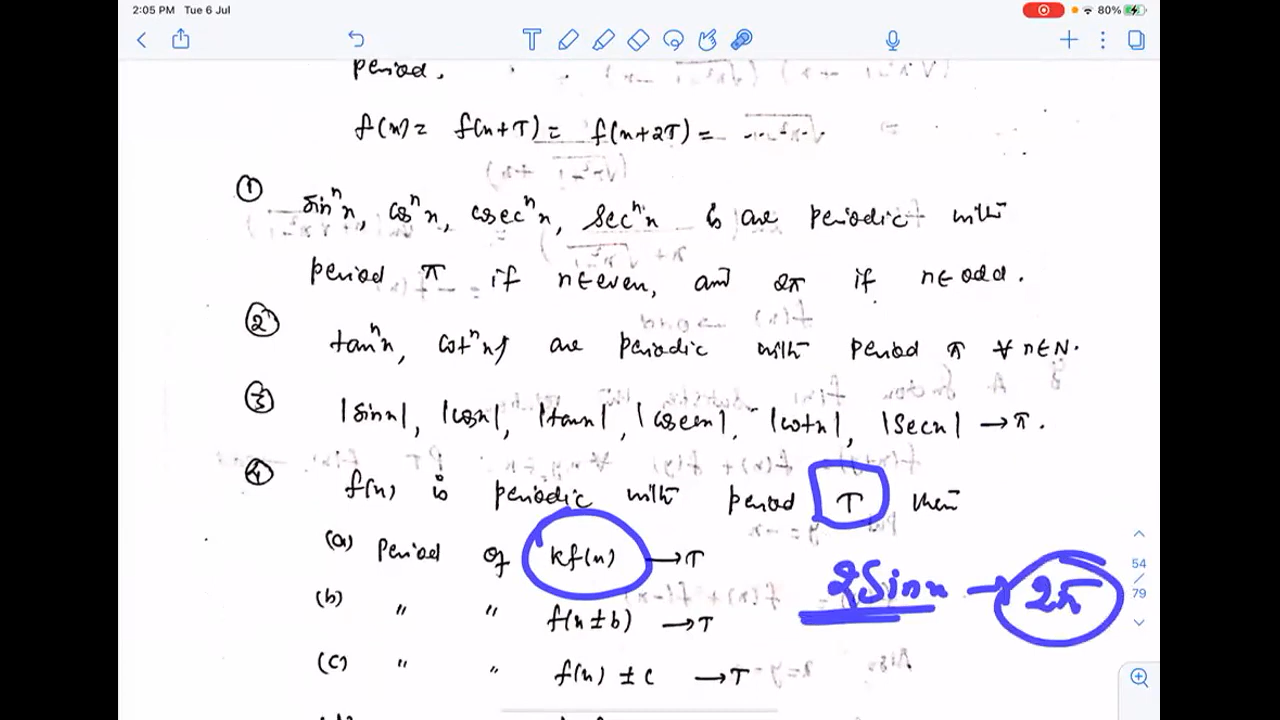 2:05 PM Tue 6 Jul 80%
T
period.
f(x) = f(x+T) = f(x+2T) =
① sinⁿx, cosⁿx, cosecⁿx, secⁿx are periodic with
period π if n∈even, and 2π if n∈odd.
② tanⁿx, cotⁿx are periodic with period π ∀ n∈N.
③ |sinx|, |cosx|, |tanx|, |cosecx|, |cotx|, |secx| → π.
④ f(x) is periodic with period T then
(a) Period of kf(x) → T
2Sinx → 2π
(b) " " f(x ± b) → T
(c) " " f(x) ± c → T
54
/
79